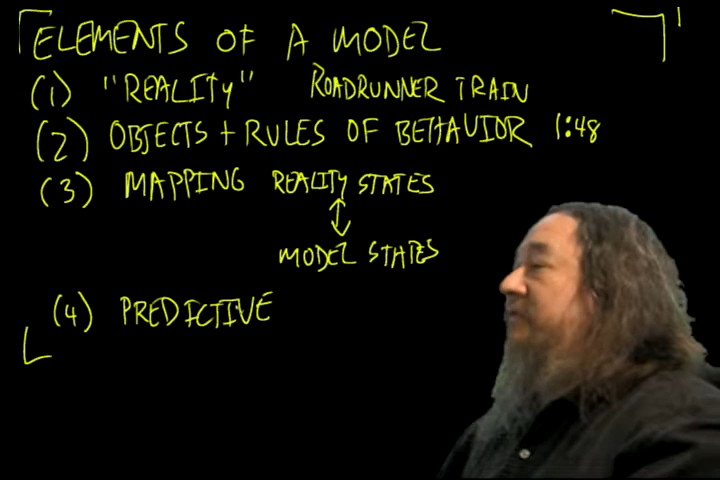 ELEMENTS OF A MODEL
(1) "REALITY" ROADRUNNER TRAIN
(2) OBJECTS + RULES OF BEHAVIOR 1:48
(3) MAPPING REALITY STATES
↕
MODEL STATES
(4) PREDICTIVE